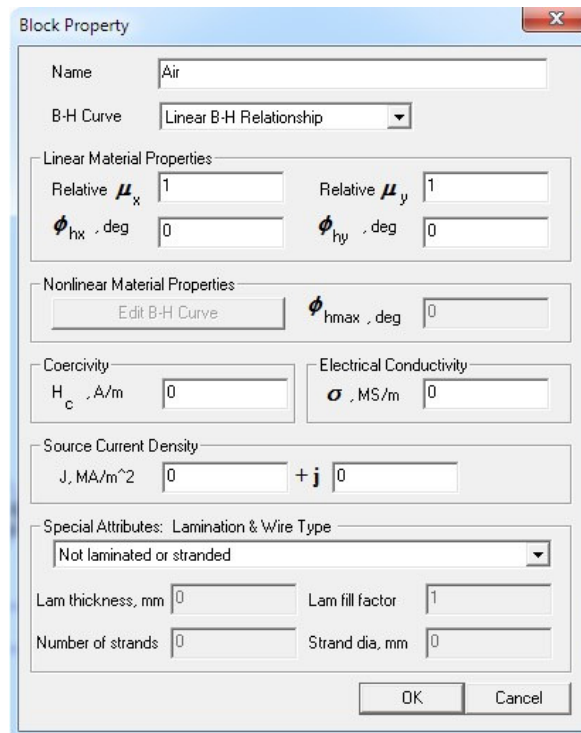 Block Property
Name Air
B-H Curve Linear B-H Relationship
Linear Material Properties
Relative μx 1 Relative μy 1
ϕhx , deg 0 ϕhy , deg 0
Nonlinear Material Properties
Edit B-H Curve ϕhmax , deg 0
Coercivity Electrical Conductivity
Hc , A/m 0 σ , MS/m 0
Source Current Density
J, MA/m^2 0 + j 0
Special Attributes: Lamination & Wire Type
Not laminated or stranded
Lam thickness, mm 0 Lam fill factor 1
Number of strands 0 Strand dia, mm 0
OK Cancel